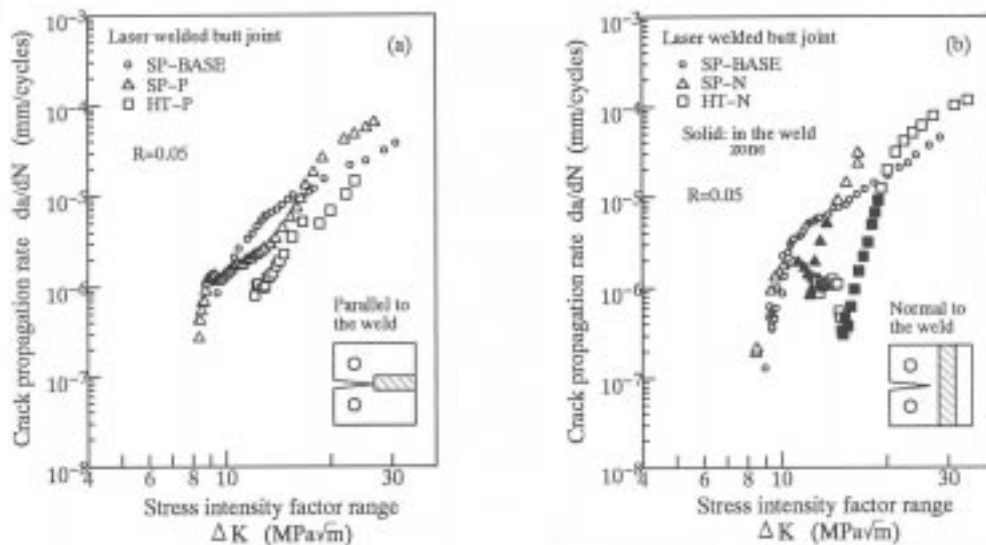 10⁻³
Laser welded butt joint
(a)
SP-BASE
SP-P
HT-P
R=0.05
10⁻⁴
10⁻⁵
10⁻⁶
10⁻⁷
10⁻⁸
Crack propagation rate da/dN (mm/cycles)
Parallel to
the weld
4 6 8 10 30
Stress intensity factor range
ΔK (MPa√m)
10⁻³
Laser welded butt joint
(b)
SP-BASE
SP-N
HT-N
Solid: in the weld
zone
R=0.05
10⁻⁴
10⁻⁵
10⁻⁶
10⁻⁷
10⁻⁸
Crack propagation rate da/dN (mm/cycles)
Normal to
the weld
4 6 8 10 30
Stress intensity factor range
ΔK (MPa√m)